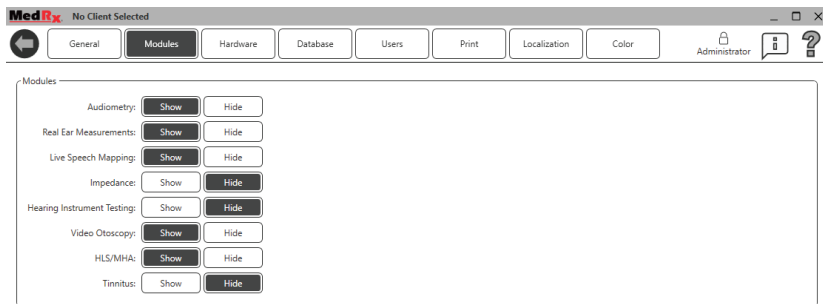 MedRx No Client Selected
General Modules Hardware Database Users Print Localization Color Administrator
Modules
Audiometry: Show Hide
Real Ear Measurements: Show Hide
Live Speech Mapping: Show Hide
Impedance: Show Hide
Hearing Instrument Testing: Show Hide
Video Otoscopy: Show Hide
HLS/MHA: Show Hide
Tinnitus: Show Hide